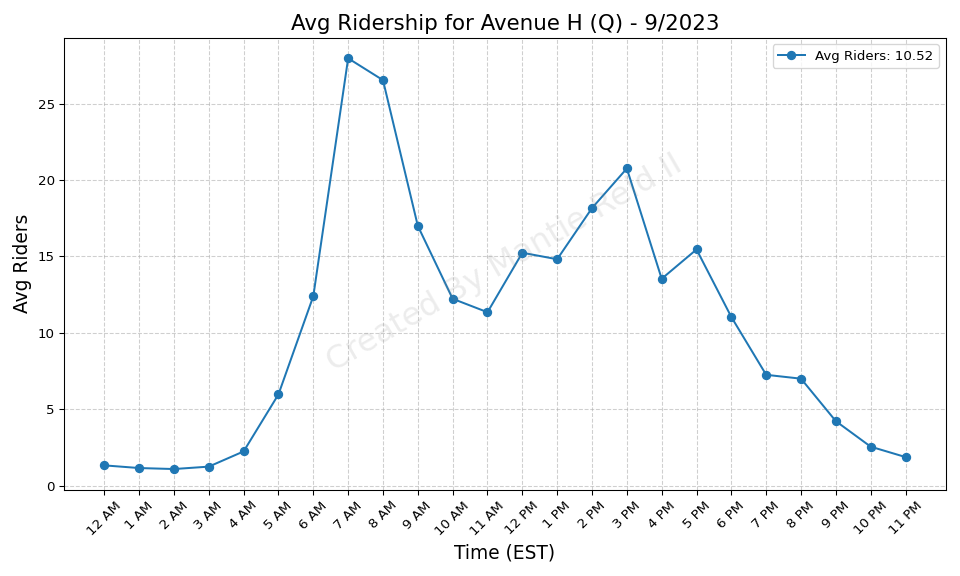 Avg Ridership for Avenue H (Q) - 9/2023
Avg Riders: 10.52
Avg Riders
25
20
15
10
5
0
Created By Mantie Reid II
12 AM
1 AM
2 AM
3 AM
4 AM
5 AM
6 AM
7 AM
8 AM
9 AM
10 AM
11 AM
12 PM
1 PM
2 PM
3 PM
4 PM
5 PM
6 PM
7 PM
8 PM
9 PM
10 PM
11 PM
Time (EST)